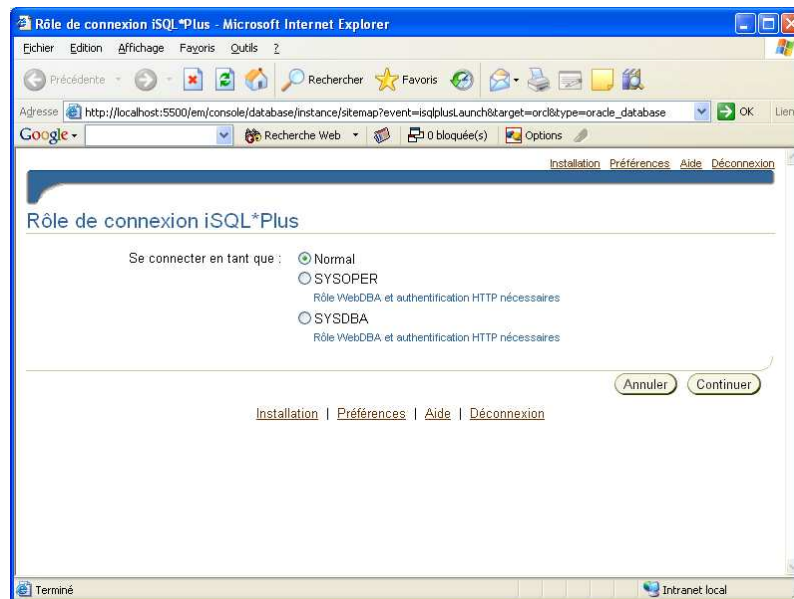 Rôle de connexion iSQL*Plus - Microsoft Internet Explorer
Fichier Edition Affichage Favoris Outils ?
Précédente Rechercher Favoris
Adresse http://localhost:5500/em/console/database/instance/sitemap?event=isqlplusLaunch&target=orcl&type=oracle_database OK Lien
Google Recherche Web 0 bloquée(s) Options
Installation Préférences Aide Déconnexion
Rôle de connexion iSQL*Plus
Se connecter en tant que : Normal
SYSOPER
Rôle WebDBA et authentification HTTP nécessaires
SYSDBA
Rôle WebDBA et authentification HTTP nécessaires
Annuler Continuer
Installation | Préférences | Aide | Déconnexion
Terminé Intranet local